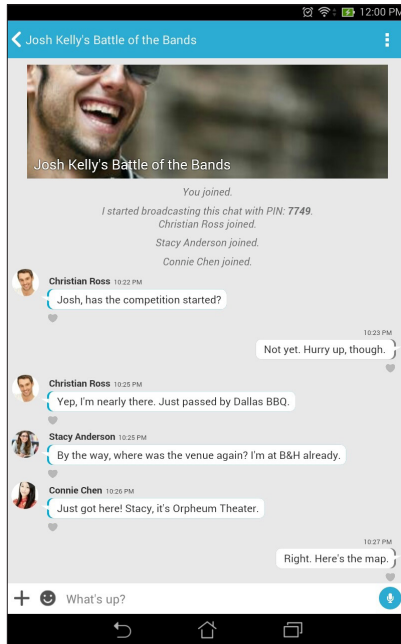 12:00 PM
Josh Kelly's Battle of the Bands
Josh Kelly's Battle of the Bands
You joined.
I started broadcasting this chat with PIN: 7749.
Christian Ross joined.
Stacy Anderson joined.
Connie Chen joined.
Christian Ross 10:22 PM
Josh, has the competition started?
10:23 PM
Not yet. Hurry up, though.
Christian Ross 10:25 PM
Yep, I'm nearly there. Just passed by Dallas BBQ.
Stacy Anderson 10:25 PM
By the way, where was the venue again? I'm at B&H already.
Connie Chen 10:26 PM
Just got here! Stacy, it's Orpheum Theater.
10:27 PM
Right. Here's the map.
What's up?